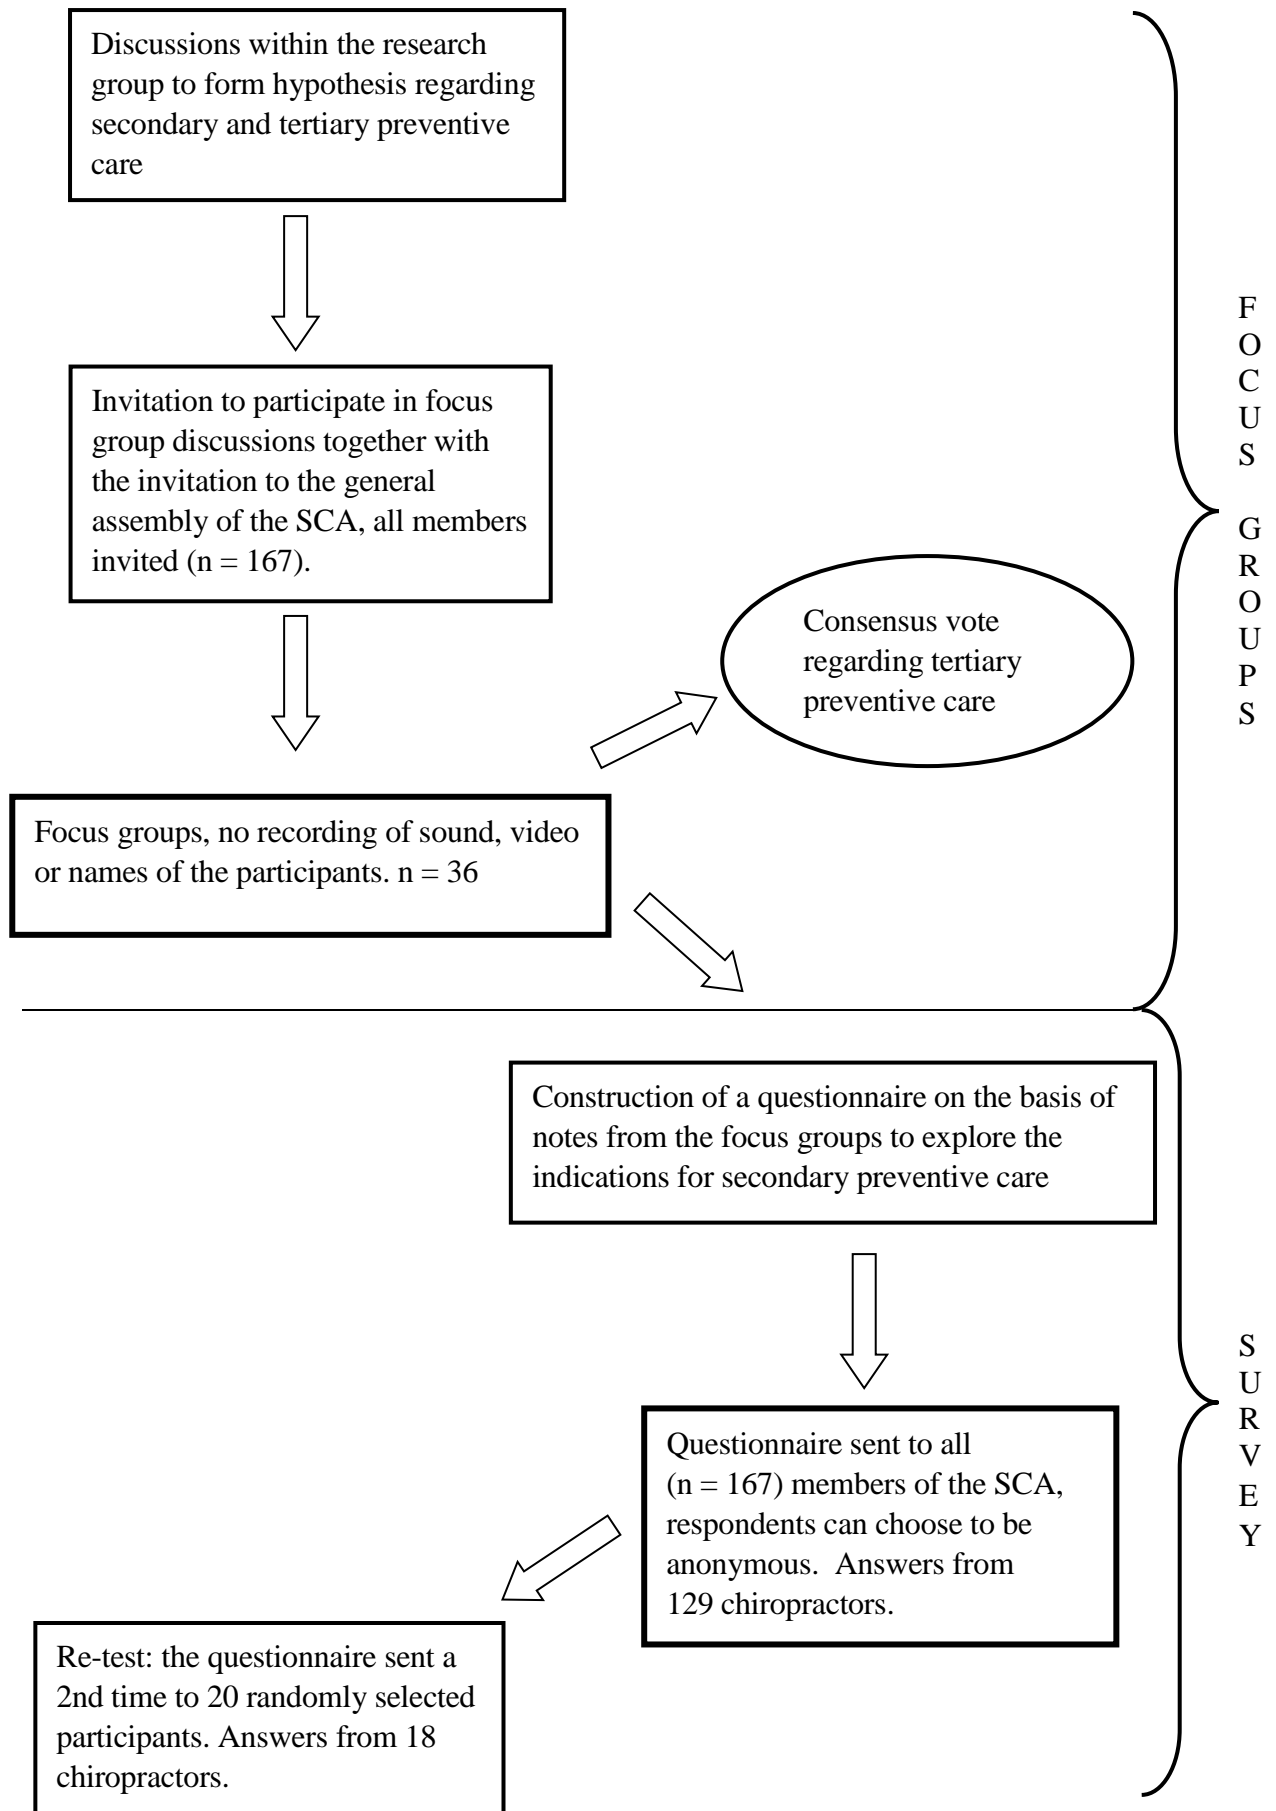 Discussions within the research
group to form hypothesis regarding
secondary and tertiary preventive
care
Invitation to participate in focus
group discussions together with
the invitation to the general
assembly of the SCA, all members
invited (n = 167).
Consensus vote
regarding tertiary
preventive care
Focus groups, no recording of sound, video
or names of the participants. n = 36
FOCUS GROUPS
Construction of a questionnaire on the basis of
notes from the focus groups to explore the
indications for secondary preventive care
Questionnaire sent to all
(n = 167) members of the SCA,
respondents can choose to be
anonymous.  Answers from
129 chiropractors.
Re-test: the questionnaire sent a
2nd time to 20 randomly selected
participants. Answers from 18
chiropractors.
SURVEY